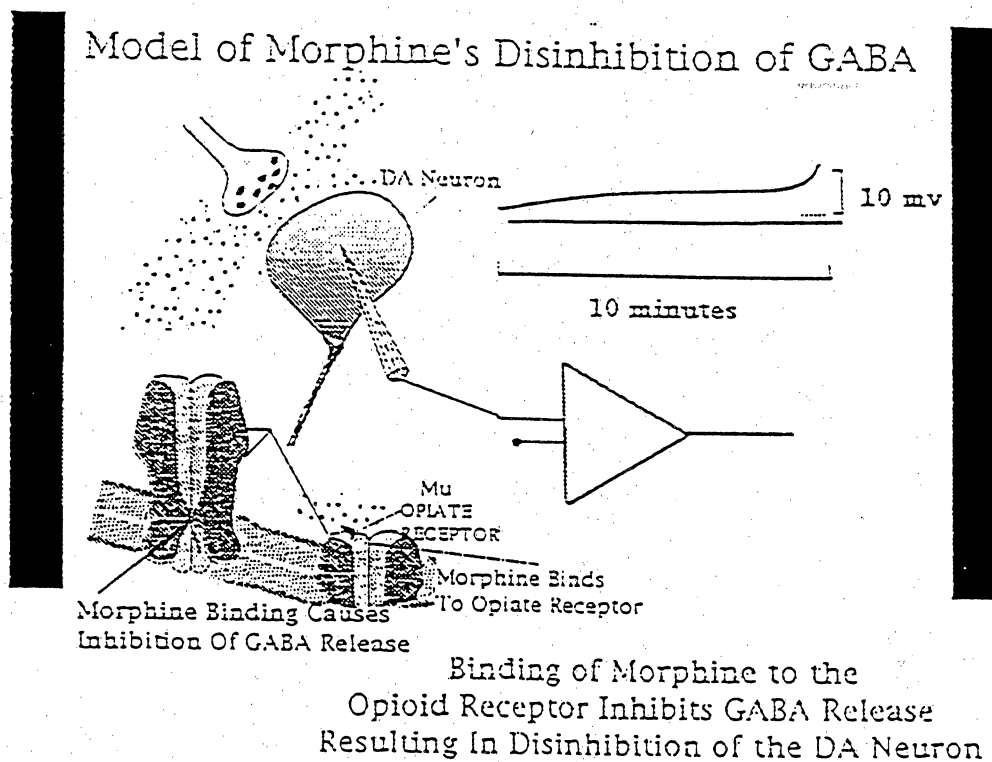 Model of Morphine's Disinhibition of GABA
DA Neuron
10 mv
10 minutes
Mu
OPIATE
RECEPTOR
Morphine Binds
To Opiate Receptor
Morphine Binding Causes
Inhibition Of GABA Release
Binding of Morphine to the
Opioid Receptor Inhibits GABA Release
Resulting In Disinhibition of the DA Neuron